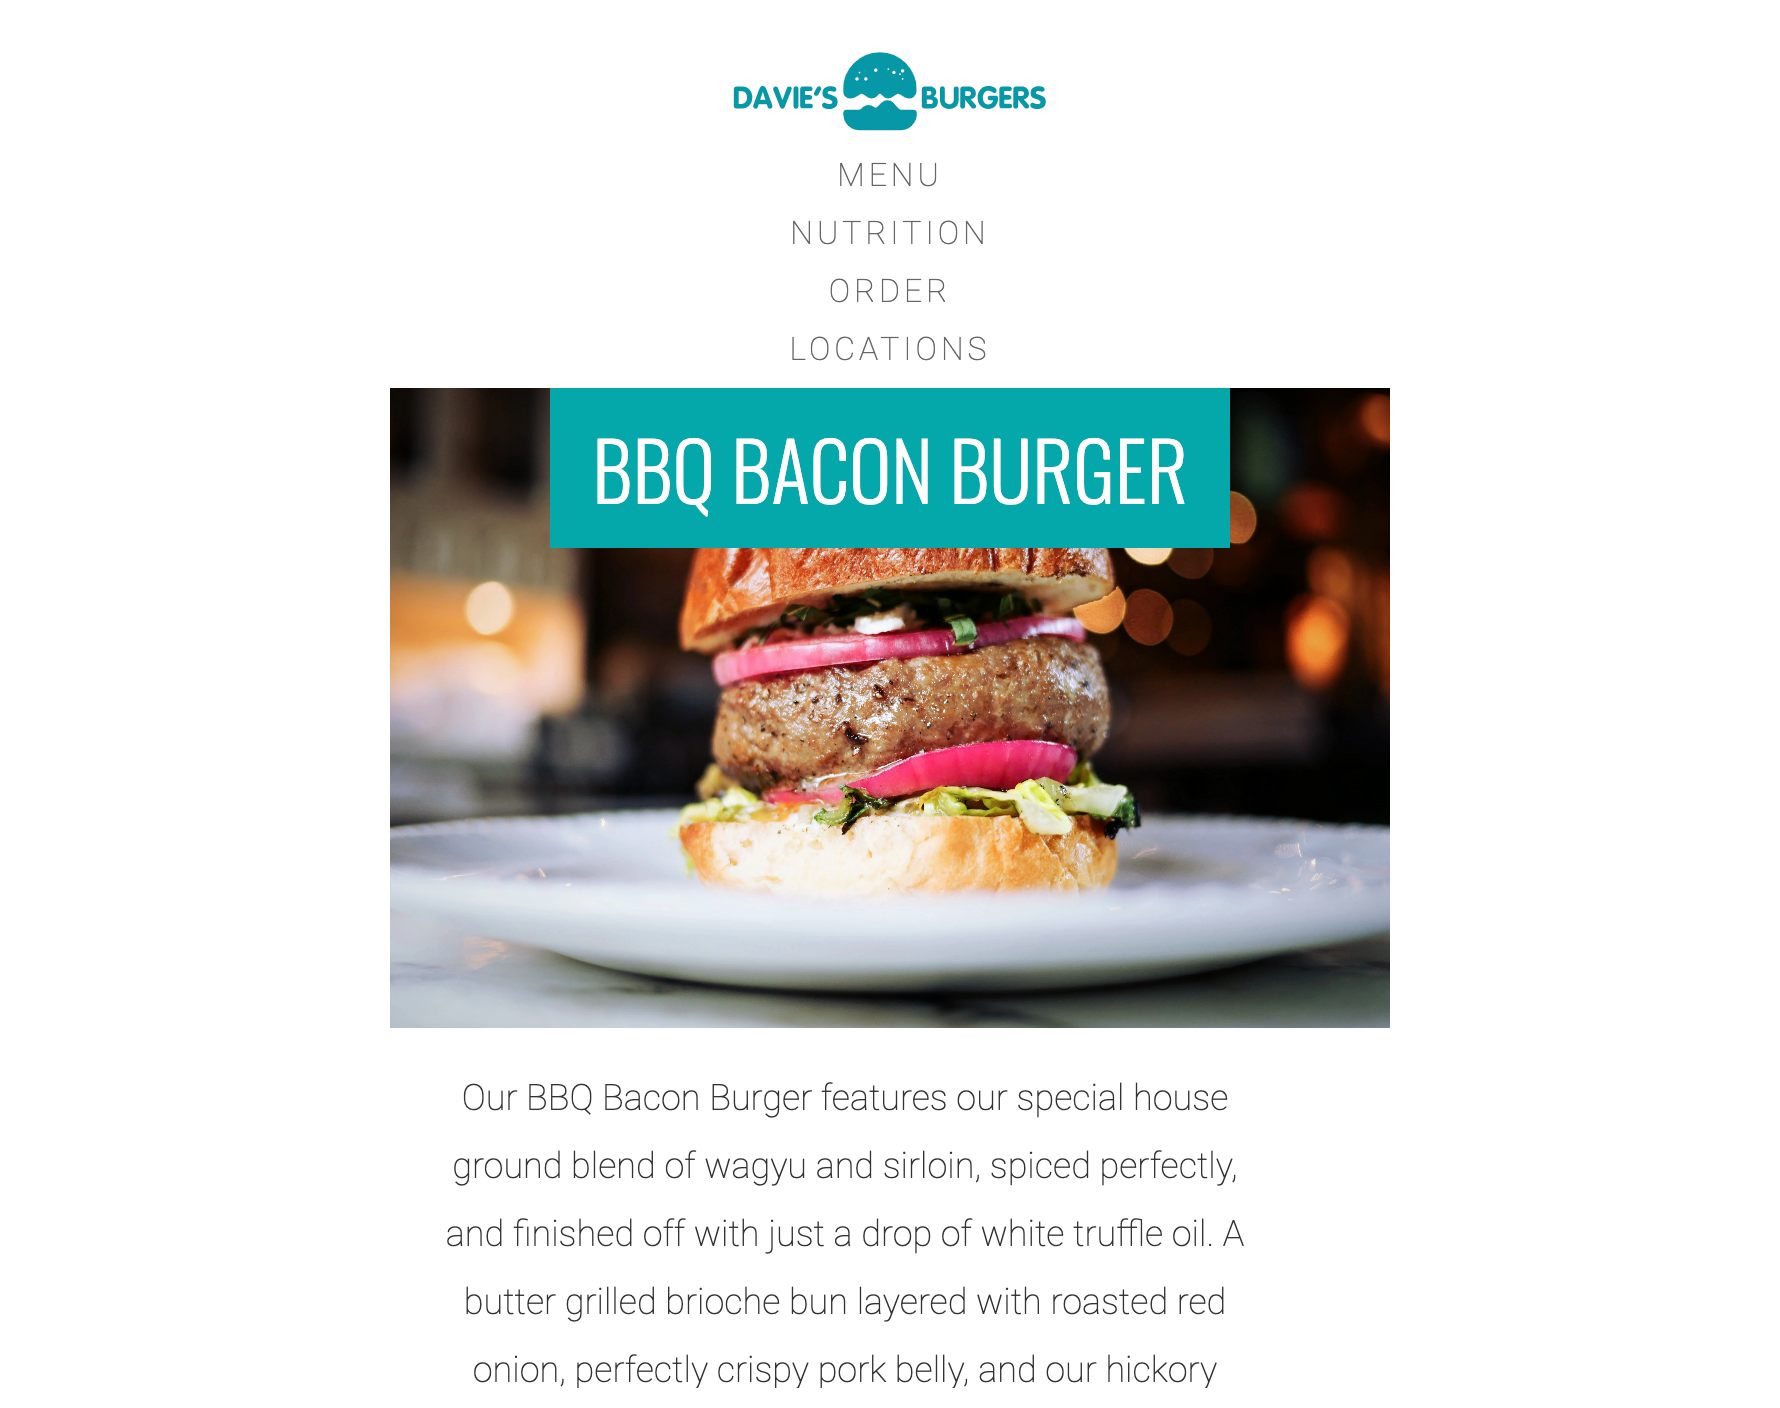 DAVIE'S BURGERS
MENU
NUTRITION
ORDER
LOCATIONS
BBQ BACON BURGER
Our BBQ Bacon Burger features our special house
ground blend of wagyu and sirloin, spiced perfectly,
and finished off with just a drop of white truffle oil. A
butter grilled brioche bun layered with roasted red
onion, perfectly crispy pork belly, and our hickory